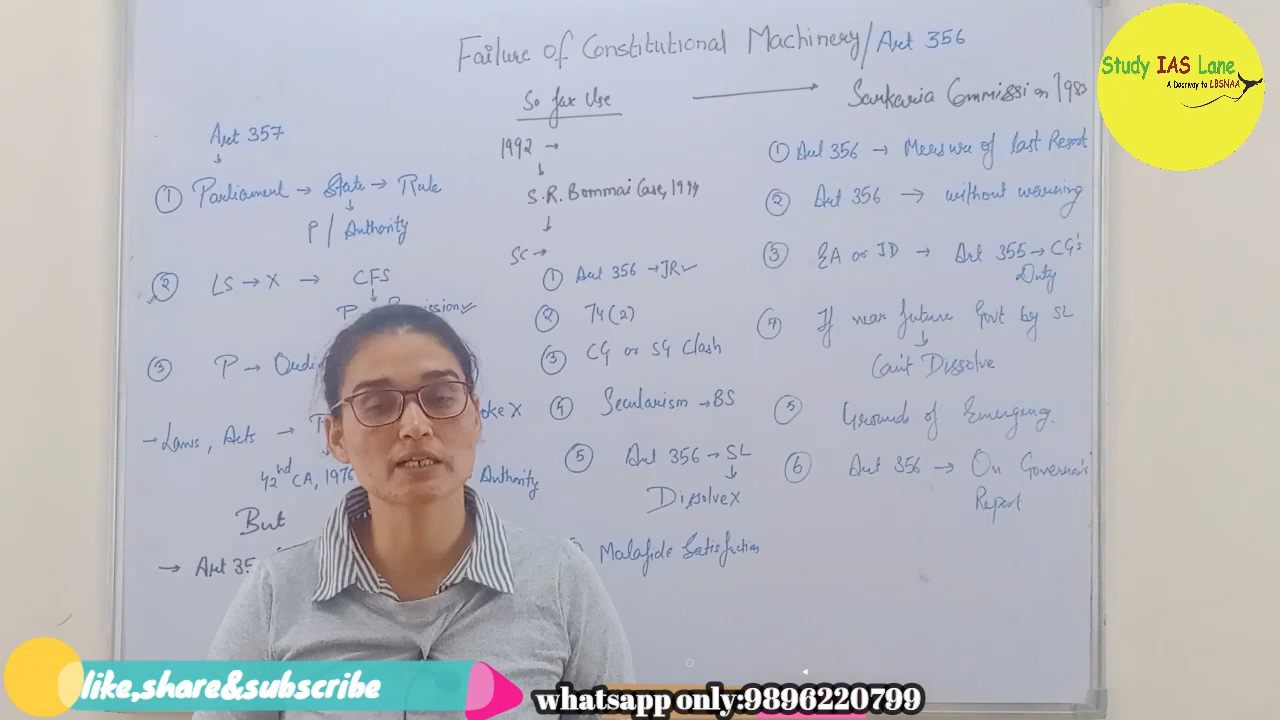 Failure of Constitutional Machinery/Art 356
Study IAS Lane
A Doorway to LBSNAA
Art 357
① Parliament → State → Rule
P / Authority
② LS → X → CFS
③ P →
→ Laws, Acts →
42nd CA, 1976
Authority
But
→ Art 35
So far Use
1992 →
S.R. Bommai Case, 1994
SC →
① Art 356 → JR✓
② 74(2)
③ CG or SG Clash
④ Secularism → BS
⑤ Art 356 → SL
Dissolve X
Malafide Satisfaction
Sarkaria Commission 1983
① Art 356 → Measure of last Resort
② Art 356 → without warning
③ EA or ID → Art 355 → CG's
Duty
④ If near future Govt by SL
Can't Dissolve
⑤ Grounds of Emergency.
⑥ Art 356 → On Governor's
Report
like,share&subscribe
whatsapp only:9896220799